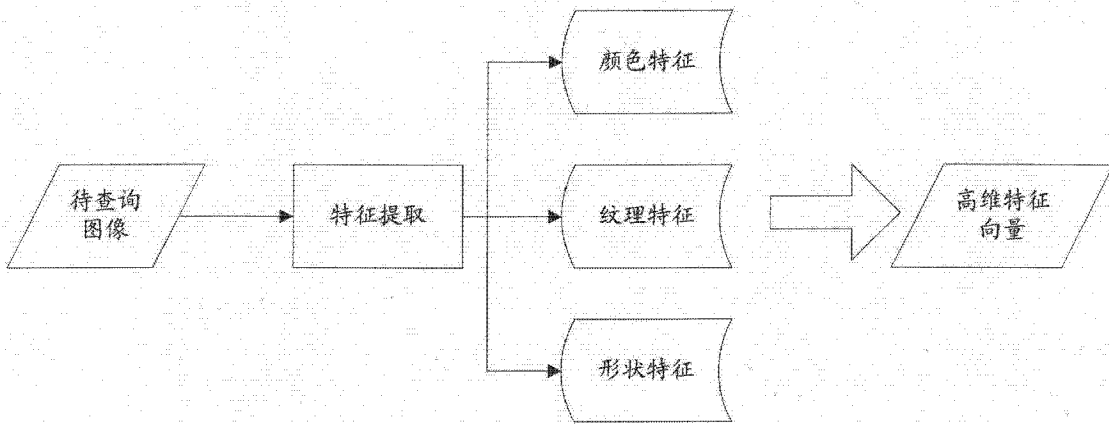 待查询
图像
特征提取
颜色特征
纹理特征
形状特征
高维特征
向量